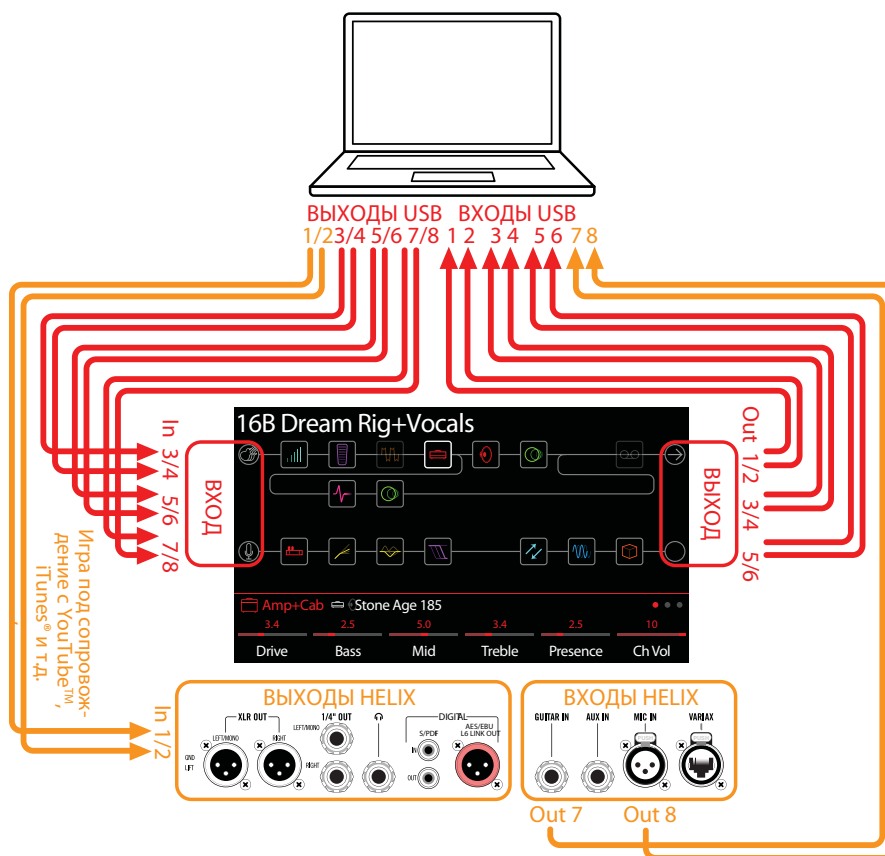 ВЫХОДЫ USB
ВХОДЫ USB
1/2 3/4 5/6 7/8
1 2 3 4 5 6 7 8
In 3/4 5/6 7/8
ВХОД
16B Dream Rig+Vocals
Out 1/2 3/4 5/6
ВЫХОД
Amp+Cab Stone Age 185
3.4 2.5 5.0 3.4 2.5 10
Drive Bass Mid Treble Presence Ch Vol
Игра под сопровож-
дение с YouTube™,
iTunes® и т.д.
In 1/2
ВЫХОДЫ HELIX
XLR OUT
LEFT/MONO
RIGHT
GND
LIFT
1/4" OUT
LEFT/MONO
RIGHT
DIGITAL
S/PDIF
IN
OUT
AES/EBU
L6 LINK OUT
ВХОДЫ HELIX
GUITAR IN
AUX IN
MIC IN
PUSH
VARIAX
PUSH
Out 7
Out 8